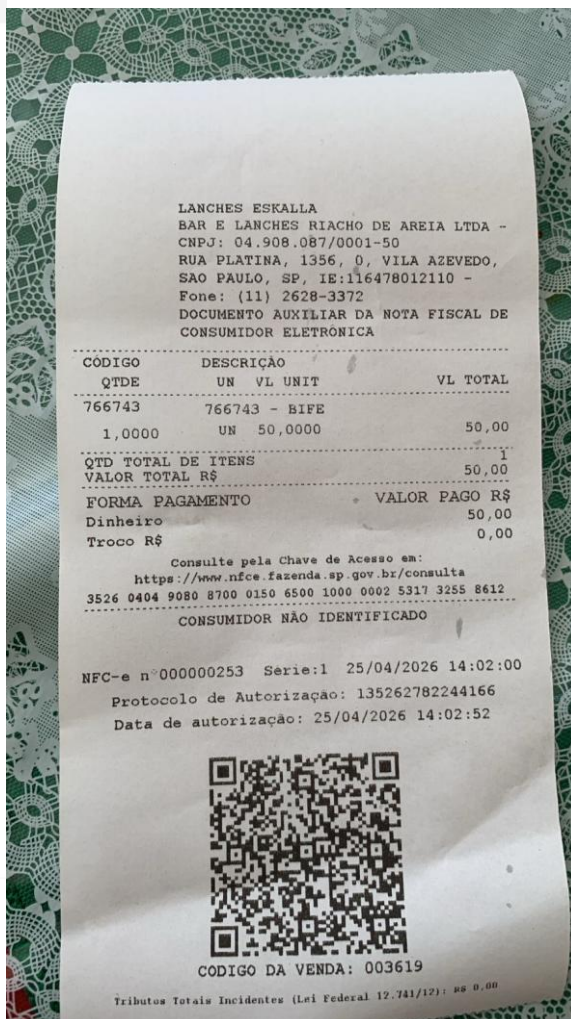 LANCHES ESKALLA
BAR E LANCHES RIACHO DE AREIA LTDA -
CNPJ: 04.908.087/0001-50
RUA PLATINA, 1356, 0, VILA AZEVEDO,
SAO PAULO, SP, IE:116478012110 -
Fone: (11) 2628-3372
DOCUMENTO AUXILIAR DA NOTA FISCAL DE
CONSUMIDOR ELETRÔNICA
CÓDIGO DESCRIÇÃO
QTDE UN VL UNIT VL TOTAL
766743 766743 - BIFE
1,0000 UN 50,0000 50,00
QTD TOTAL DE ITENS 1
VALOR TOTAL R$ 50,00
FORMA PAGAMENTO VALOR PAGO R$
Dinheiro 50,00
Troco R$ 0,00
Consulte pela Chave de Acesso em:
https://www.nfce.fazenda.sp.gov.br/consulta
3526 0404 9080 8700 0150 6500 1000 0002 5317 3255 8612
CONSUMIDOR NÃO IDENTIFICADO
NFC-e nº000000253 Série:1 25/04/2026 14:02:00
Protocolo de Autorização: 135262782244166
Data de autorização: 25/04/2026 14:02:52
CODIGO DA VENDA: 003619
Tributos Totais Incidentes (Lei Federal 12.741/12): R$ 0,00